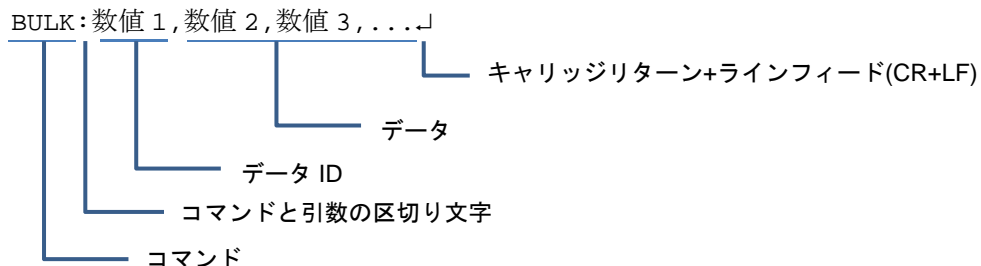 BULK:数値1,数値2,数値3,...↵
キャリッジリターン+ラインフィード(CR+LF)
データ
データ ID
コマンドと引数の区切り文字
コマンド